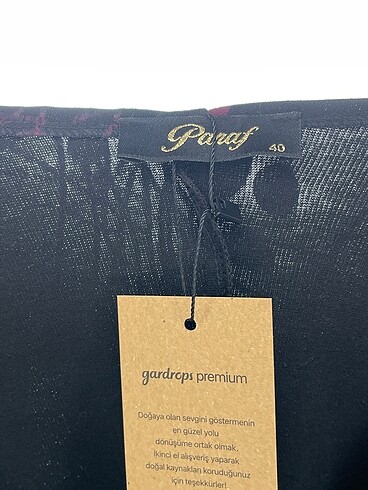 Paraf
40
gardrops premium
Doğaya olan sevgini göstermenin
en güzel yolu
dönüşüme ortak olmak.
İkinci el alışveriş yaparak
doğal kaynakları koruduğunuz
için teşekkürler!